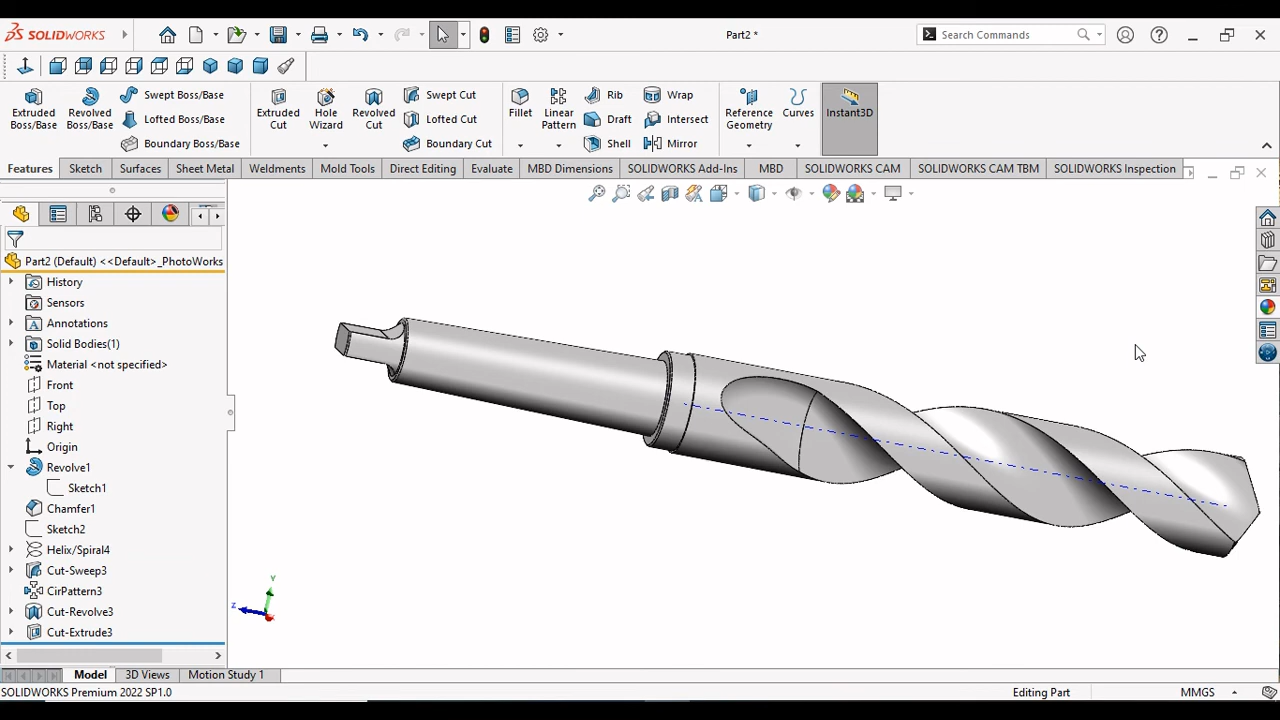 SOLIDWORKS
Part2 *
Search Commands
Extruded Boss/Base
Revolved Boss/Base
Swept Boss/Base
Lofted Boss/Base
Boundary Boss/Base
Extruded Cut
Hole Wizard
Revolved Cut
Swept Cut
Lofted Cut
Boundary Cut
Fillet
Linear Pattern
Rib
Draft
Shell
Wrap
Intersect
Mirror
Reference Geometry
Curves
Instant3D
Features Sketch Surfaces Sheet Metal Weldments Mold Tools Direct Editing Evaluate MBD Dimensions SOLIDWORKS Add-Ins MBD SOLIDWORKS CAM SOLIDWORKS CAM TBM SOLIDWORKS Inspection
Part2 (Default) <<Default>_PhotoWorks
History
Sensors
Annotations
Solid Bodies(1)
Material <not specified>
Front
Top
Right
Origin
Revolve1
Sketch1
Chamfer1
Sketch2
Helix/Spiral4
Cut-Sweep3
CirPattern3
Cut-Revolve3
Cut-Extrude3
Y
Z
Model 3D Views Motion Study 1
SOLIDWORKS Premium 2022 SP1.0
Editing Part
MMGS